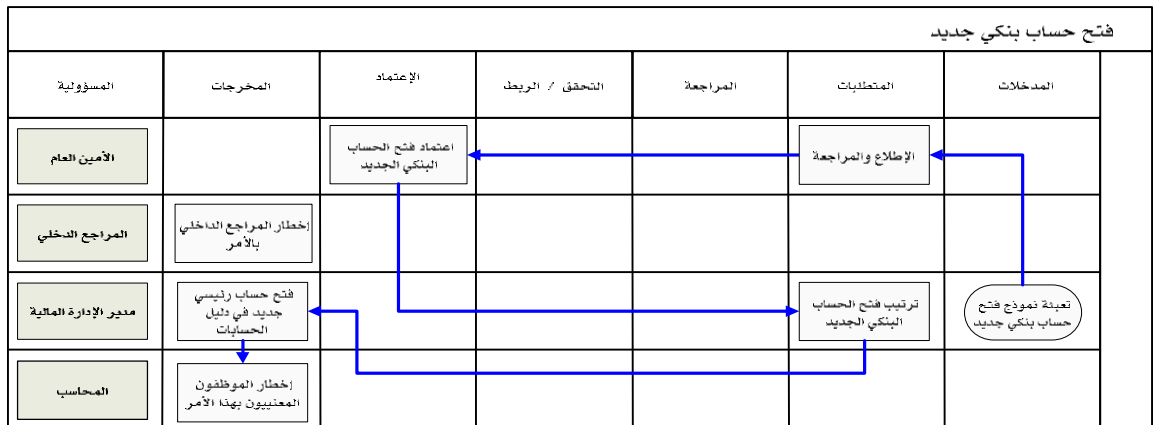 فتح حساب بنكي جديد
المدخلات
المتطلبات
المراجعة
التحقق / الربط
الإعتماد
المخرجات
المسؤولية
الإطلاع والمراجعة
اعتماد فتح الحساب
البنكي الجديد
الأمين العام
إخطار المراجع الداخلي
بالأمر
المراجع الدخلي
تعبئة نموذج فتح
حساب بنكي جديد
ترتيب فتح الحساب
البنكي الجديد
فتح حساب رئيسي
جديد في دليل
الحسابات
مدير الإدارة المالية
إخطار الموظفون
المعنييون بهذا الأمر
المحاسب